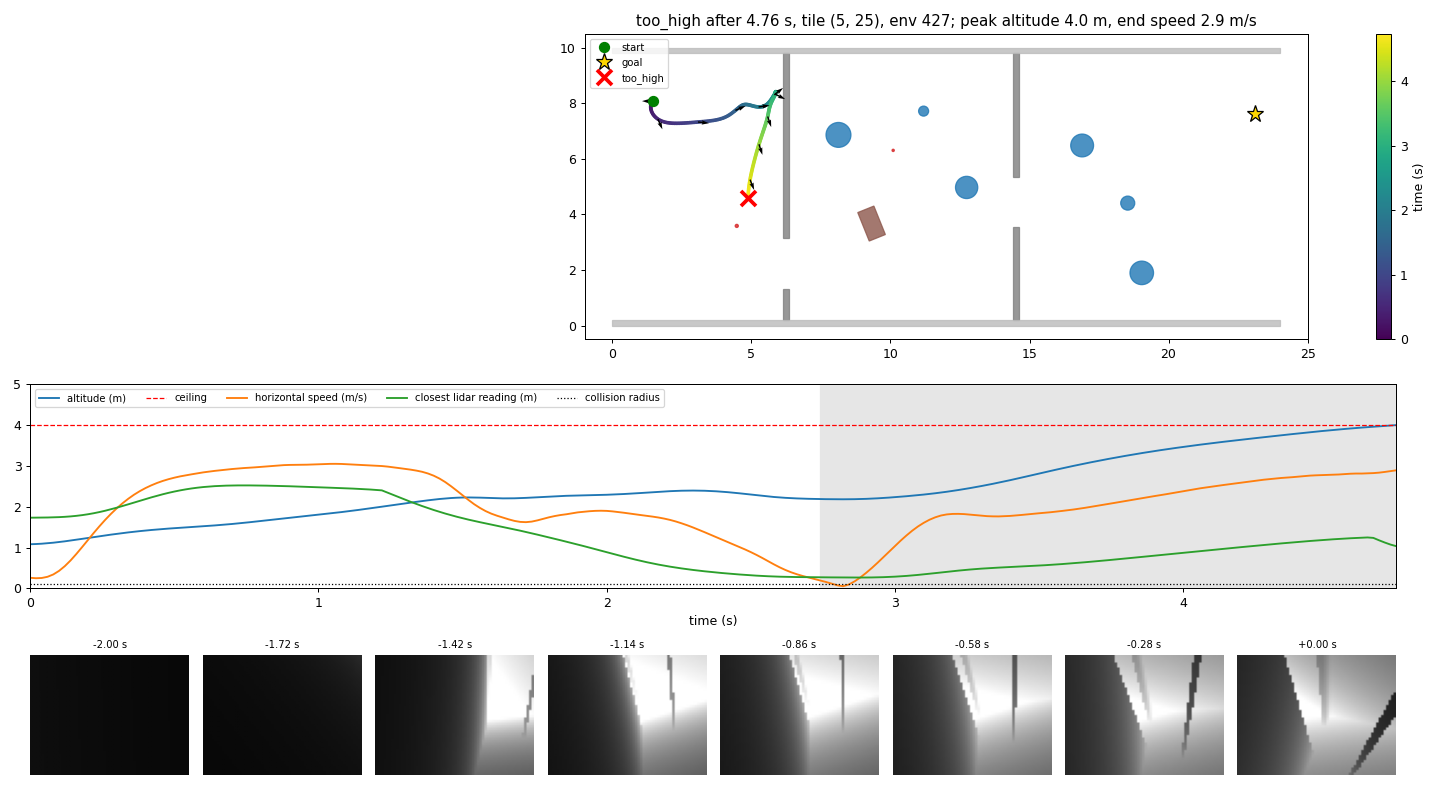 too_high after 4.76 s, tile (5, 25), env 427; peak altitude 4.0 m, end speed 2.9 m/s
start
goal
too_high
10
8
6
4
2
0
0
5
10
15
20
25
4
3
2
1
0
time (s)
altitude (m)
ceiling
horizontal speed (m/s)
closest lidar reading (m)
collision radius
5
4
3
2
1
0
0
1
2
3
4
time (s)
-2.00 s
-1.72 s
-1.42 s
-1.14 s
-0.86 s
-0.58 s
-0.28 s
+0.00 s